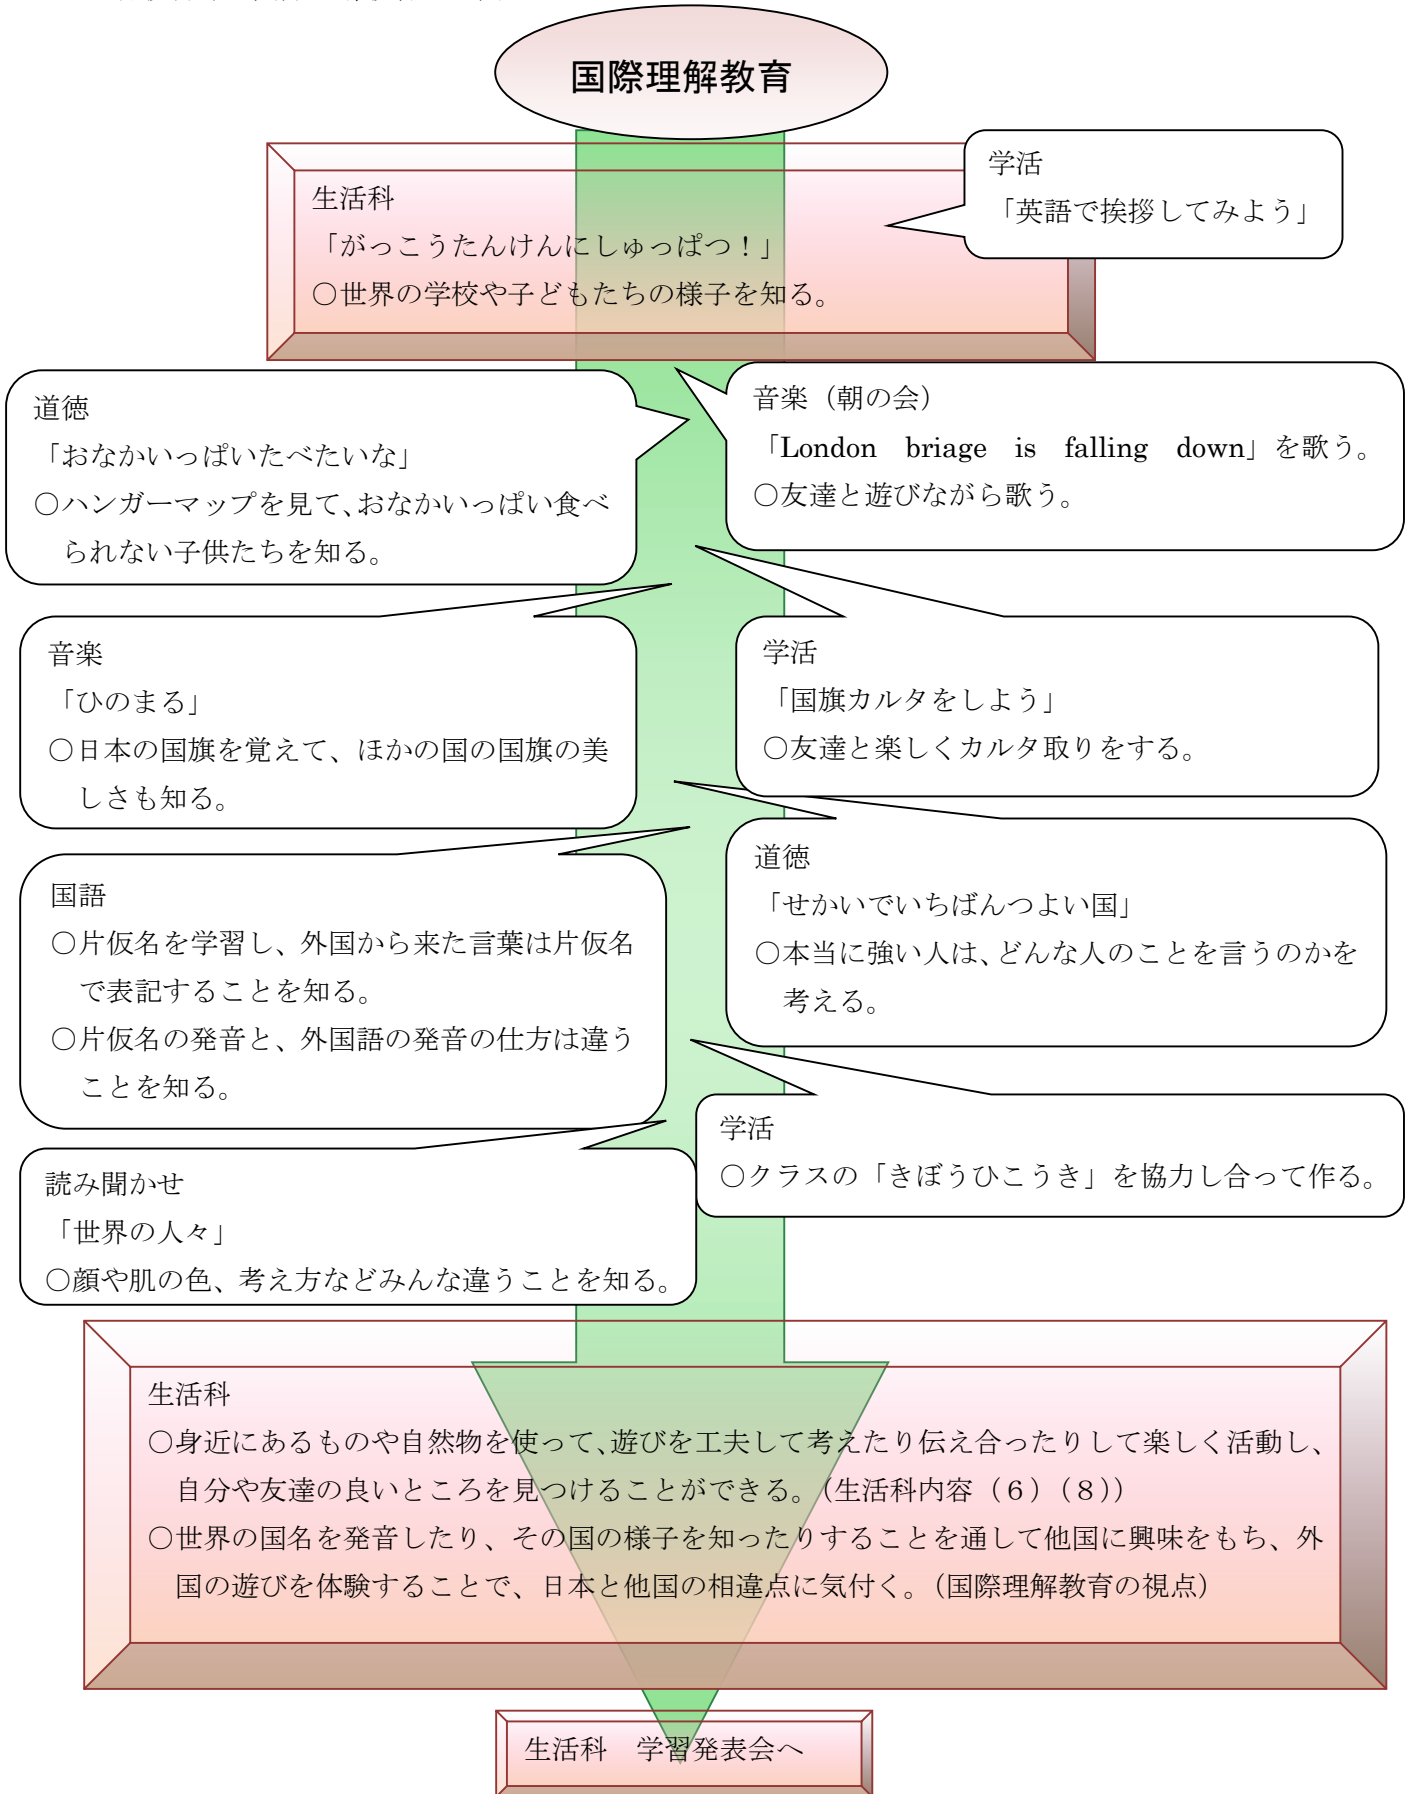 国際理解教育
学活
「英語で挨拶してみよう」
生活科
「がっこうたんけんにしゅっぱつ！」
○世界の学校や子どもたちの様子を知る。
道徳
「おなかいっぱいたべたいな」
○ハンガーマップを見て、おなかいっぱい食べ
られない子供たちを知る。
音楽（朝の会）
「London briage is falling down」を歌う。
○友達と遊びながら歌う。
音楽
「ひのまる」
○日本の国旗を覚えて、ほかの国の国旗の美
しさも知る。
学活
「国旗カルタをしよう」
○友達と楽しくカルタ取りをする。
国語
○片仮名を学習し、外国から来た言葉は片仮名
で表記することを知る。
○片仮名の発音と、外国語の発音の仕方は違う
ことを知る。
道徳
「せかいでいちばんつよい国」
○本当に強い人は、どんな人のことを言うのかを
考える。
学活
○クラスの「きぼうひこうき」を協力し合って作る。
読み聞かせ
「世界の人々」
○顔や肌の色、考え方などみんな違うことを知る。
生活科
○身近にあるものや自然物を使って、遊びを工夫して考えたり伝え合ったりして楽しく活動し、
自分や友達の良いところを見つけることができる。（生活科内容（６）（８））
○世界の国名を発音したり、その国の様子を知ったりすることを通して他国に興味をもち、外
国の遊びを体験することで、日本と他国の相違点に気付く。（国際理解教育の視点）
生活科　学習発表会へ